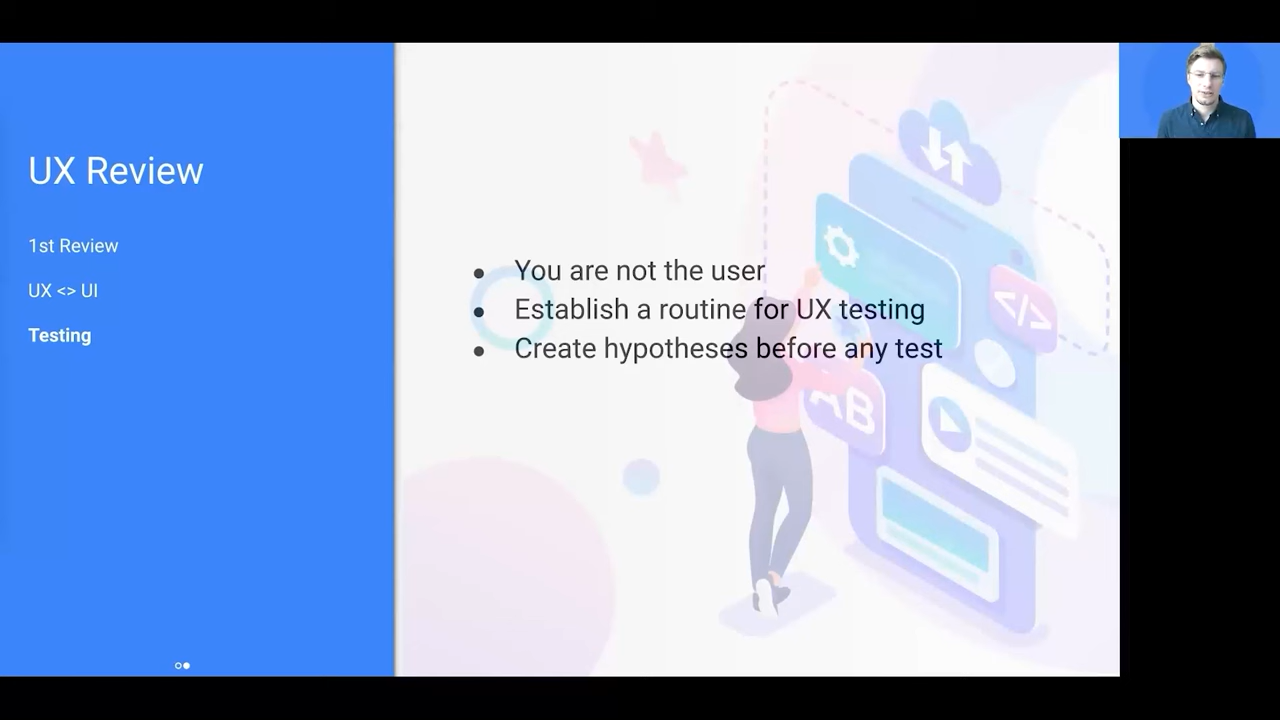 UX Review
1st Review
UX <> UI
Testing
● You are not the user
● Establish a routine for UX testing
● Create hypotheses before any test
</>
AB